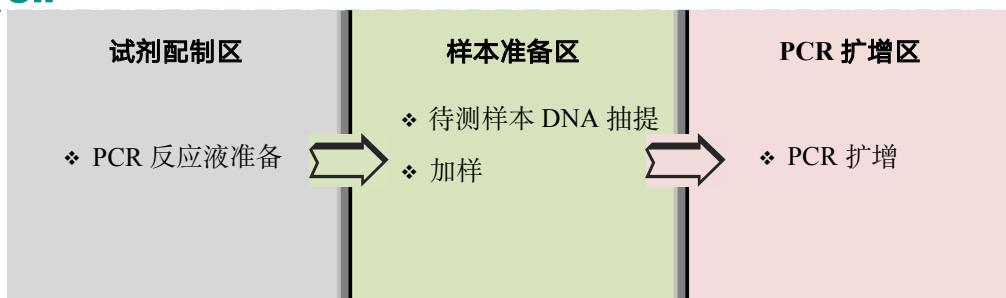 试剂配制区
❖ PCR 反应液准备
样本准备区
❖ 待测样本 DNA 抽提
❖ 加样
PCR 扩增区
❖ PCR 扩增